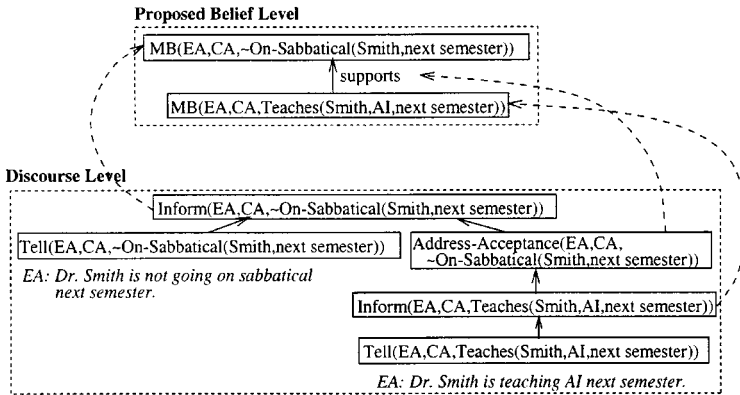 Proposed Belief Level
MB(EA,CA,~On-Sabbatical(Smith,next semester))
supports
MB(EA,CA,Teaches(Smith,AI,next semester))
Discourse Level
Inform(EA,CA,~On-Sabbatical(Smith,next semester))
Tell(EA,CA,~On-Sabbatical(Smith,next semester))
EA: Dr. Smith is not going on sabbatical
next semester.
Address-Acceptance(EA,CA,
~On-Sabbatical(Smith,next semester))
Inform(EA,CA,Teaches(Smith,AI,next semester))
Tell(EA,CA,Teaches(Smith,AI,next semester))
EA: Dr. Smith is teaching AI next semester.